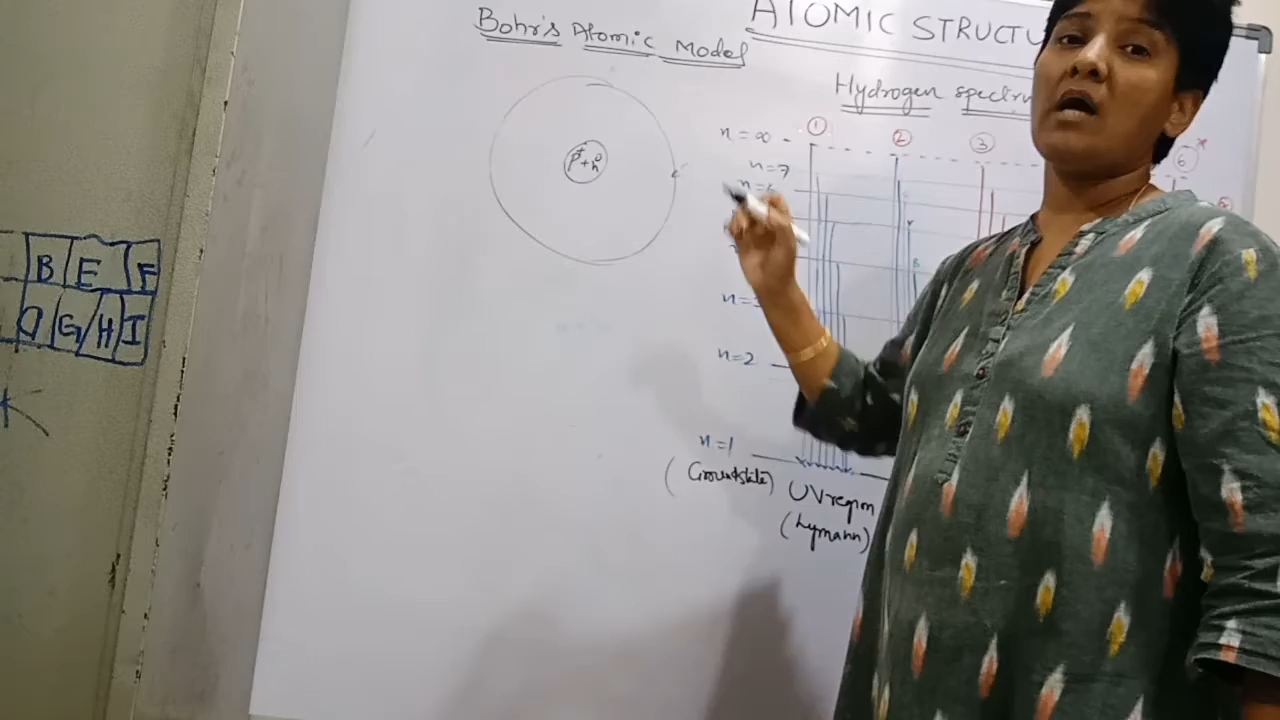 ATOMIC STRUCTU
Bohr's Atomic Model
Hydrogen spectru
n = ∞
①
②
③
6
n = 7
p⁺ + n⁰
B E F
G H I
n=2
n=1
(Groundstate)
UV region
(Lymann)